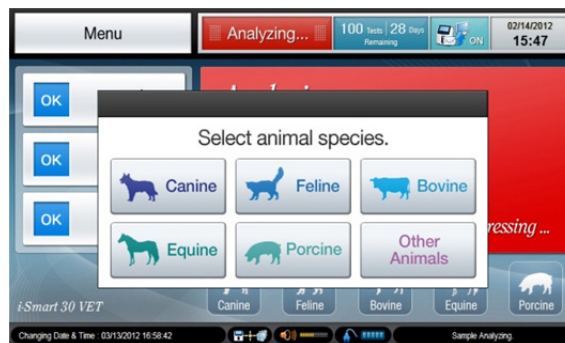 Menu
Analyzing...
100 Tests 28 Days
Remaining
ON
02/14/2012
15:47
OK
OK
OK
Select animal species.
Canine
Feline
Bovine
Equine
Porcine
Other
Animals
ressing ...
i-Smart 30 VET
Canine
Feline
Bovine
Equine
Porcine
Changing Date & Time : 03/13/2012 16:58:42
Sample Analyzing.